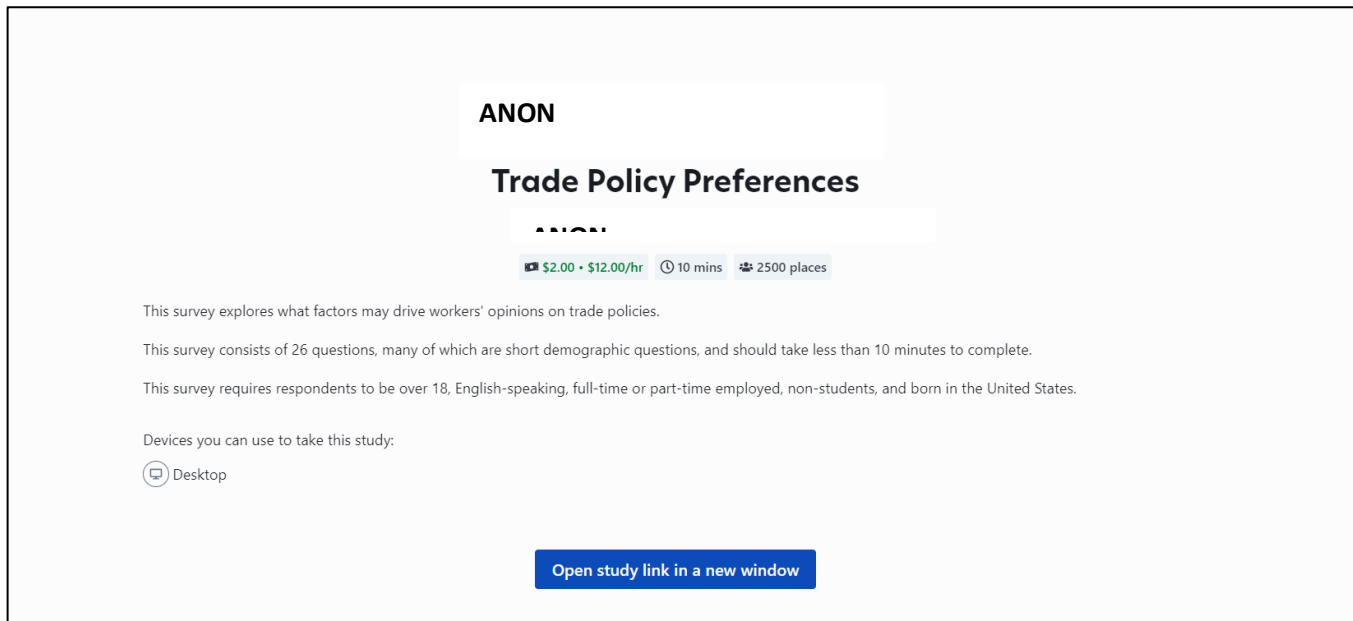 ANON
Trade Policy Preferences
ANON
$2.00 • $12.00/hr 10 mins 2500 places
This survey explores what factors may drive workers' opinions on trade policies.
This survey consists of 26 questions, many of which are short demographic questions, and should take less than 10 minutes to complete.
This survey requires respondents to be over 18, English-speaking, full-time or part-time employed, non-students, and born in the United States.
Devices you can use to take this study:
Desktop
Open study link in a new window